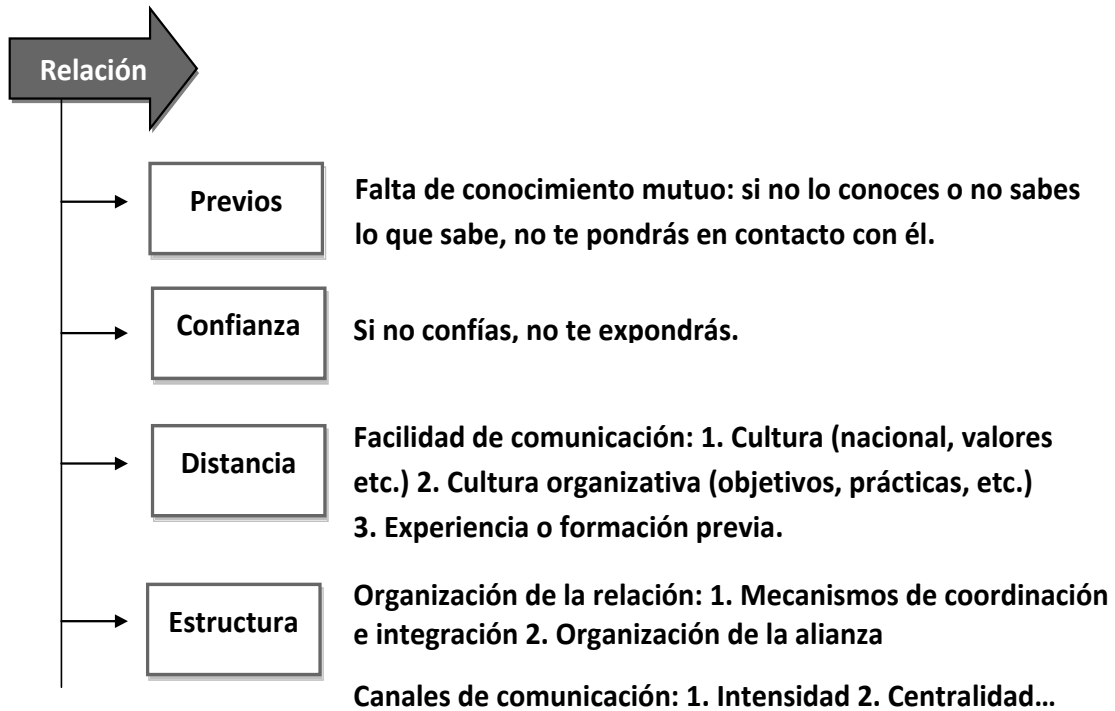 Relación
Previos
Falta de conocimiento mutuo: si no lo conoces o no sabes
lo que sabe, no te pondrás en contacto con él.
Confianza
Si no confías, no te expondrás.
Distancia
Facilidad de comunicación: 1. Cultura (nacional, valores
etc.) 2. Cultura organizativa (objetivos, prácticas, etc.)
3. Experiencia o formación previa.
Estructura
Organización de la relación: 1. Mecanismos de coordinación
e integración 2. Organización de la alianza
Canales de comunicación: 1. Intensidad 2. Centralidad…